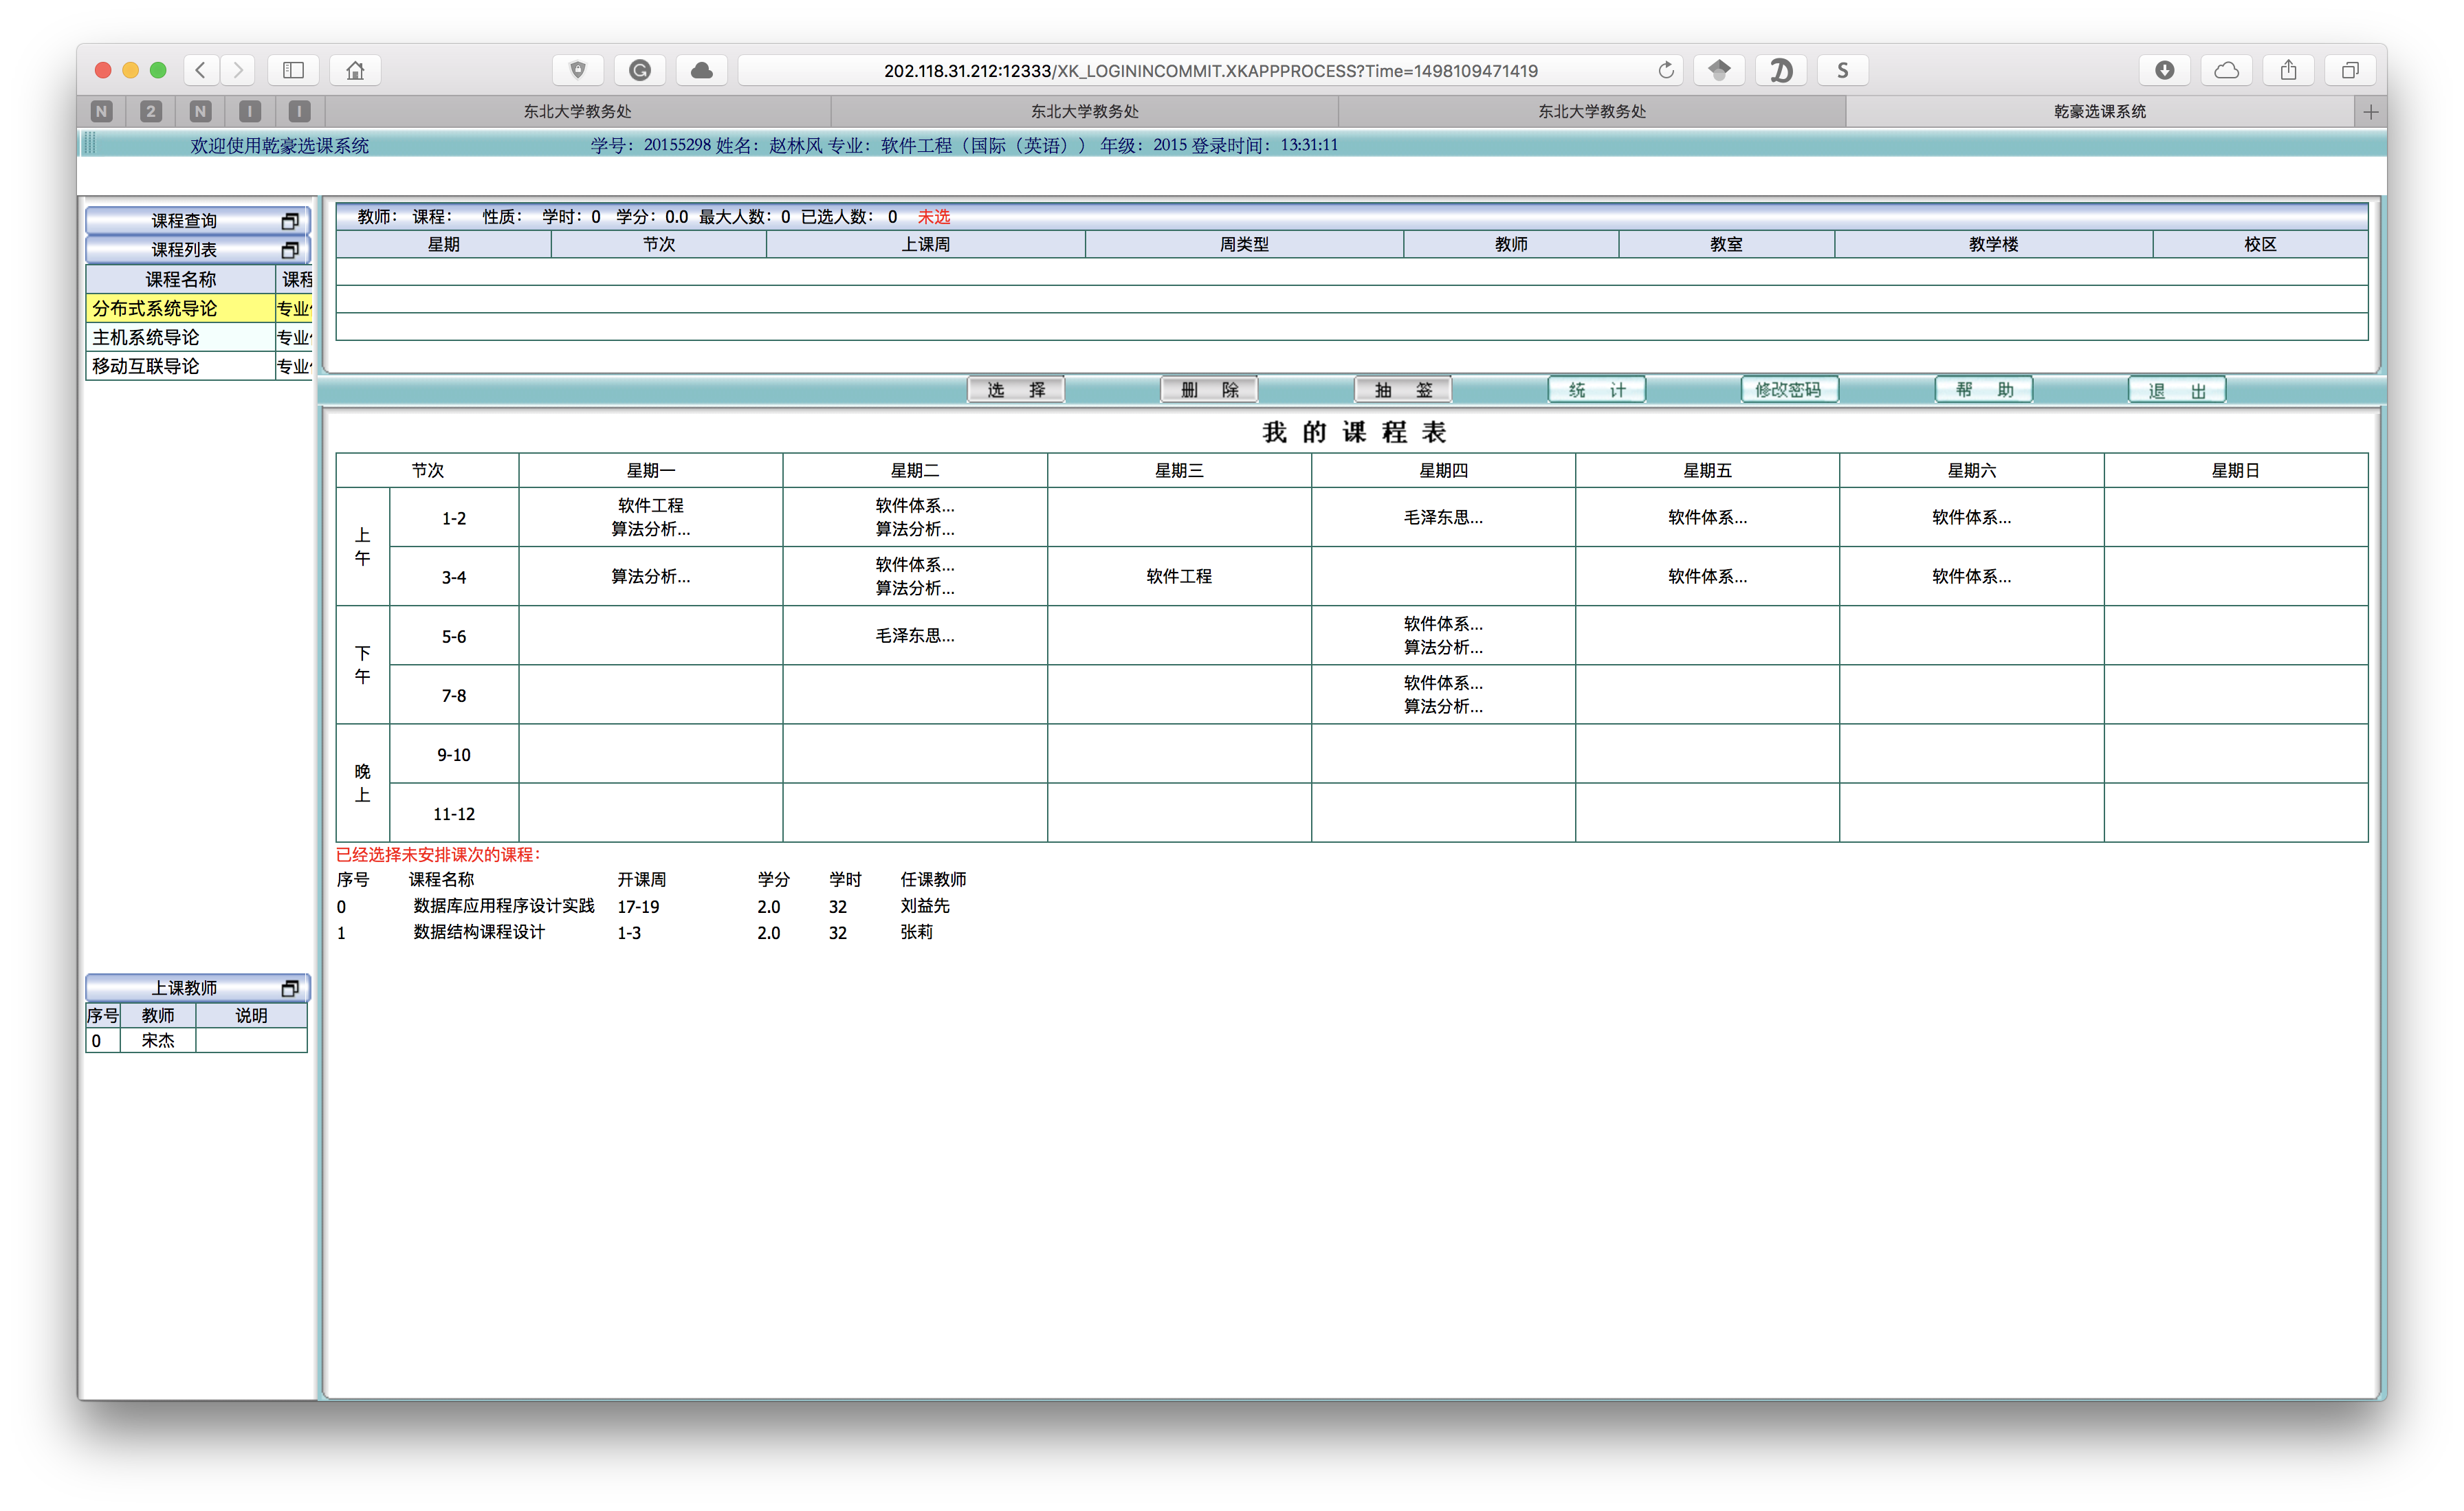 202.118.31.212:12333/XK_LOGININCOMMIT.XKAPPPROCESS?Time=1498109471419
S
N 2 N I I 东北大学教务处 东北大学教务处 东北大学教务处 乾豪选课系统
欢迎使用乾豪选课系统 学号：20155298 姓名：赵林风 专业：软件工程（国际（英语）） 年级：2015 登录时间：13:31:11
课程查询
课程列表
课程名称 课程
分布式系统导论 专业
主机系统导论 专业
移动互联导论 专业
上课教师
序号 教师 说明
0 宋杰
教师： 课程： 性质： 学时：0 学分：0.0 最大人数：0 已选人数： 0 未选
星期 节次 上课周 周类型 教师 教室 教学楼 校区
选 择 删 除 抽 签 统 计 修改密码 帮 助 退 出
我 的 课 程 表
节次 星期一 星期二 星期三 星期四 星期五 星期六 星期日
上午
1-2 软件工程 软件体系... 毛泽东思... 软件体系... 软件体系...
算法分析... 算法分析...
3-4 算法分析... 软件体系... 软件工程 软件体系... 软件体系...
算法分析...
下午
5-6 毛泽东思... 软件体系...
算法分析...
7-8 软件体系...
算法分析...
晚上
9-10
11-12
已经选择未安排课次的课程：
序号 课程名称 开课周 学分 学时 任课教师
0 数据库应用程序设计实践 17-19 2.0 32 刘益先
1 数据结构课程设计 1-3 2.0 32 张莉